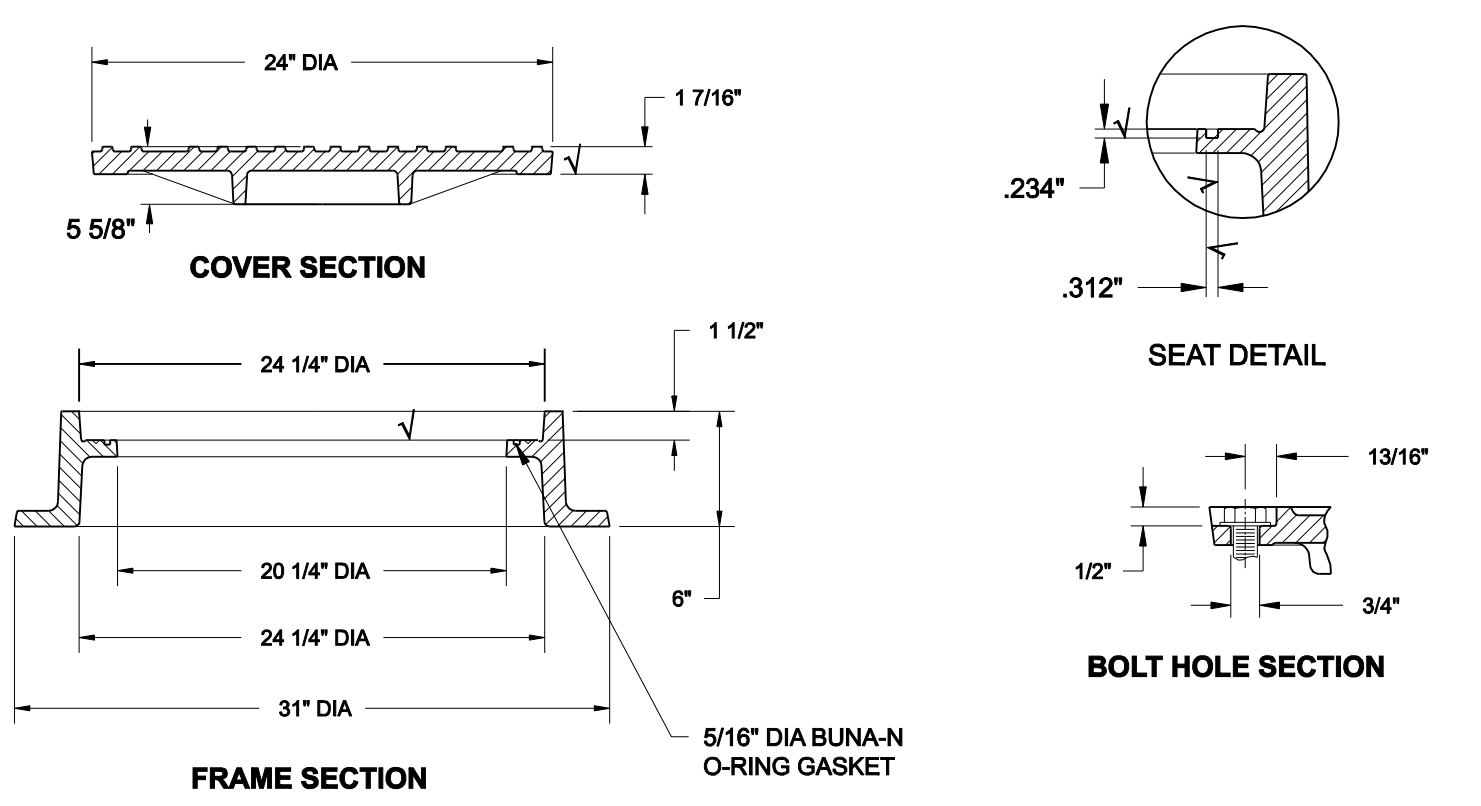 24" DIA
1 7/16"
5 5/8"
COVER SECTION
.234"
.312"
SEAT DETAIL
24 1/4" DIA
1 1/2"
20 1/4" DIA
6"
24 1/4" DIA
31" DIA
5/16" DIA BUNA-N
O-RING GASKET
FRAME SECTION
13/16"
1/2"
3/4"
BOLT HOLE SECTION